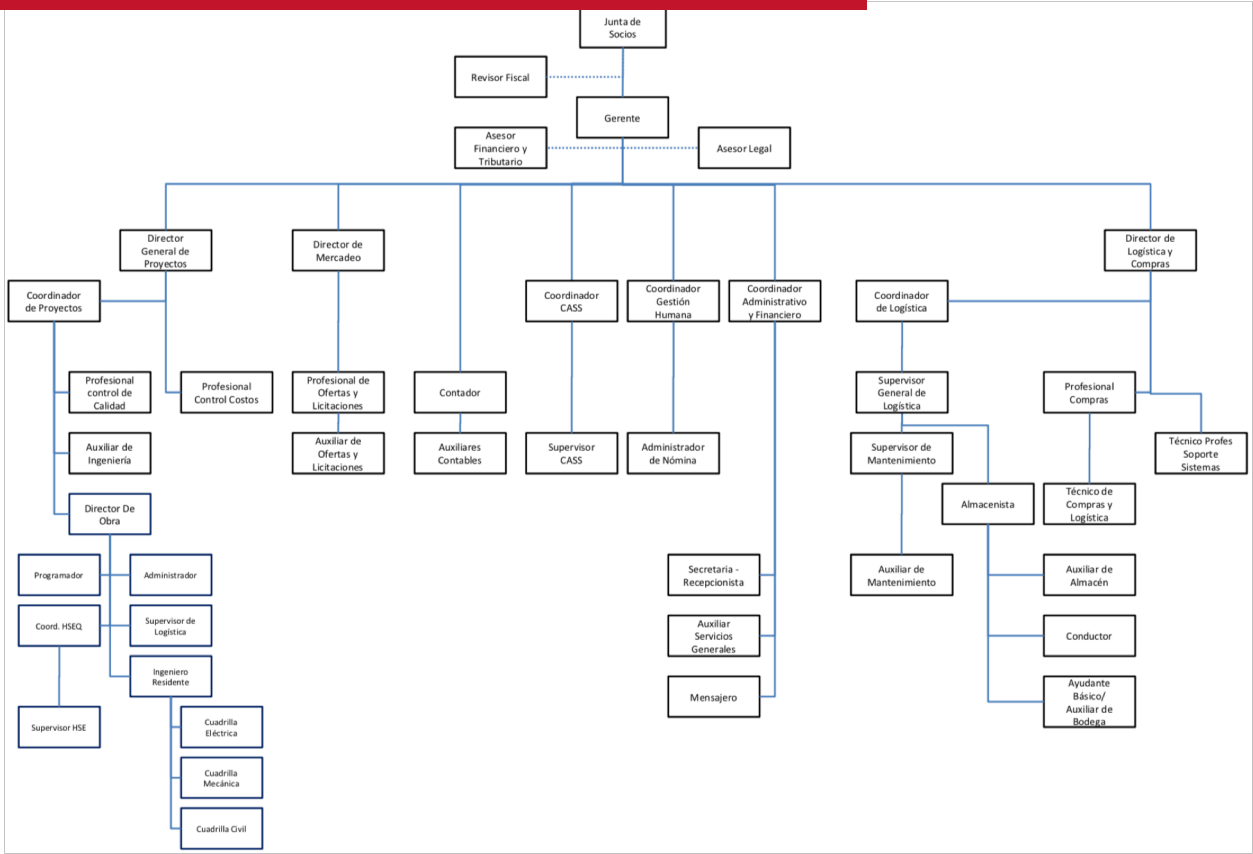 Junta de
Socios
Revisor Fiscal
Gerente
Asesor
Financiero y
Tributario
Asesor Legal
Director
General de
Proyectos
Director de
Mercadeo
Director de
Logística y
Compras
Coordinador
de Proyectos
Coordinador
CASS
Coordinador
Gestión
Humana
Coordinador
Administrativo
y Financiero
Coordinador
de Logística
Profesional
control de
Calidad
Profesional
Control Costos
Profesional de
Ofertas y
Licitaciones
Contador
Supervisor
General de
Logística
Profesional
Compras
Auxiliar de
Ingeniería
Auxiliar de
Ofertas y
Licitaciones
Auxiliares
Contables
Supervisor
CASS
Administrador
de Nómina
Supervisor de
Mantenimiento
Técnico Profes
Soporte
Sistemas
Director De
Obra
Almacenista
Técnico de
Compras y
Logística
Programador
Administrador
Secretaria -
Recepcionista
Auxiliar de
Mantenimiento
Auxiliar de
Almacén
Coord. HSEQ
Supervisor de
Logística
Auxiliar
Servicios
Generales
Conductor
Ingeniero
Residente
Mensajero
Ayudante
Básico/
Auxiliar de
Bodega
Supervisor HSE
Cuadrilla
Eléctrica
Cuadrilla
Mecánica
Cuadrilla Civil